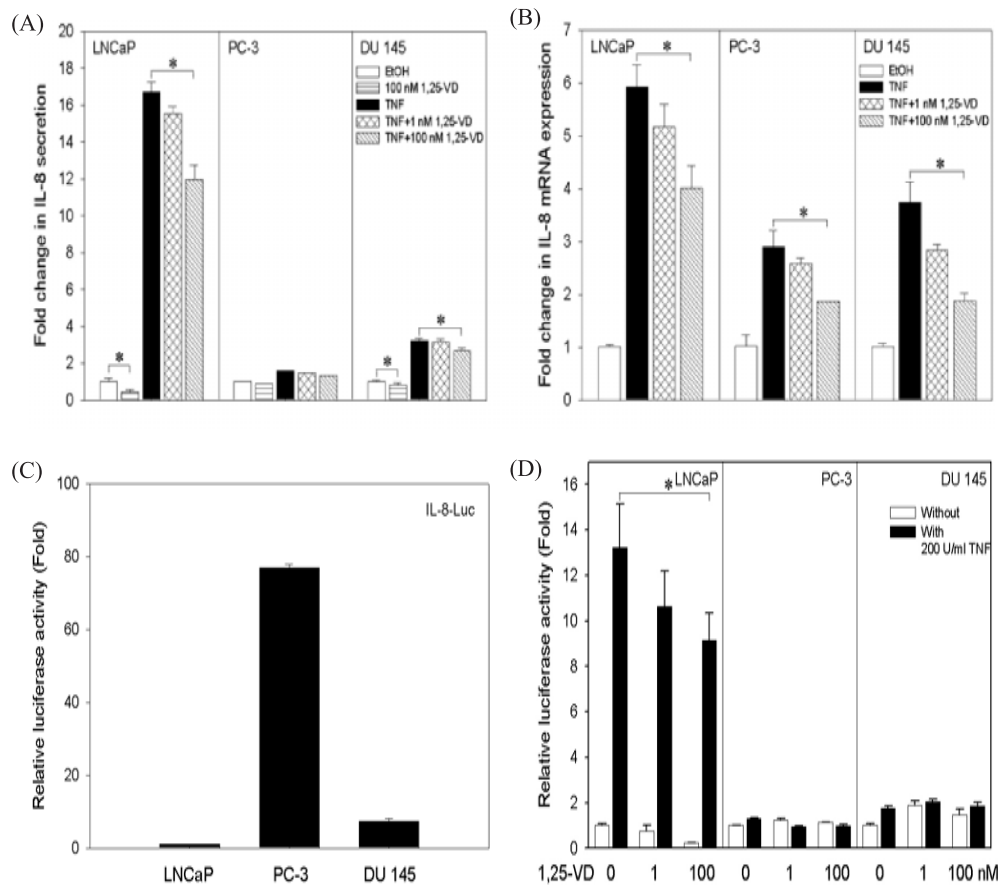 (A)
Fold change in IL-8 secretion
20
18
16
14
12
10
8
6
4
2
0
LNCaP
PC-3
DU 145
EtOH
100 nM 1,25-VD
TNF
TNF+1 nM 1,25-VD
TNF+100 nM 1,25-VD
*
*
*
*
(B)
Fold change in IL-8 mRNA expression
7
6
5
4
3
2
1
0
LNCaP
PC-3
DU 145
EtOH
TNF
TNF+1 nM 1,25-VD
TNF+100 nM 1,25-VD
*
*
*
(C)
Relative luciferase activity (Fold)
100
80
60
40
20
0
IL-8-Luc
LNCaP PC-3 DU 145
(D)
Relative luciferase activity (Fold)
16
14
12
10
8
6
4
2
0
LNCaP
PC-3
DU 145
*
Without
With
200 U/ml TNF
1,25-VD 0 1 100 0 1 100 0 1 100 nM